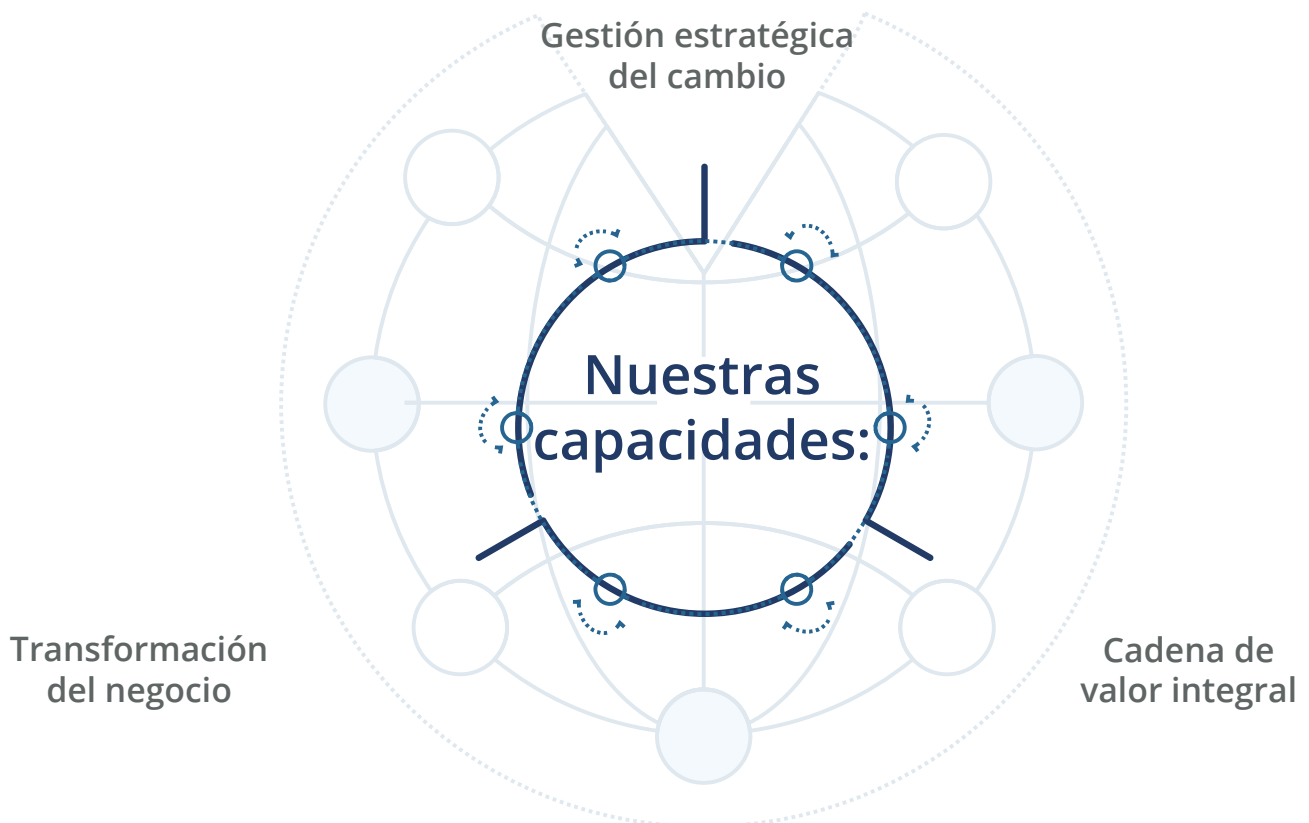 Gestión estratégica
del cambio
Nuestras
capacidades:
Transformación
del negocio
Cadena de
valor integral